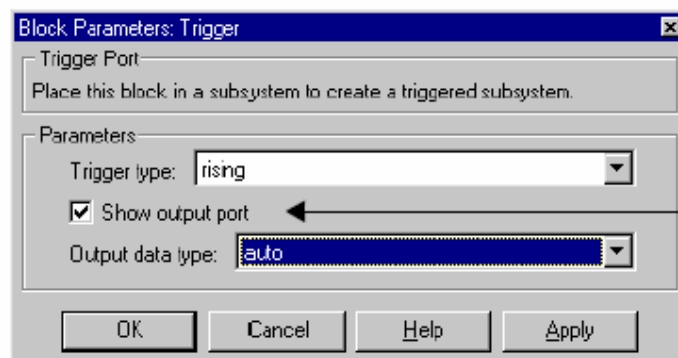 Block Parameters: Trigger
Trigger Port
Place this block in a subsystem to create a triggered subsystem.
Parameters
Trigger type: rising
Show output port
Output data type: auto
OK Cancel Help Apply